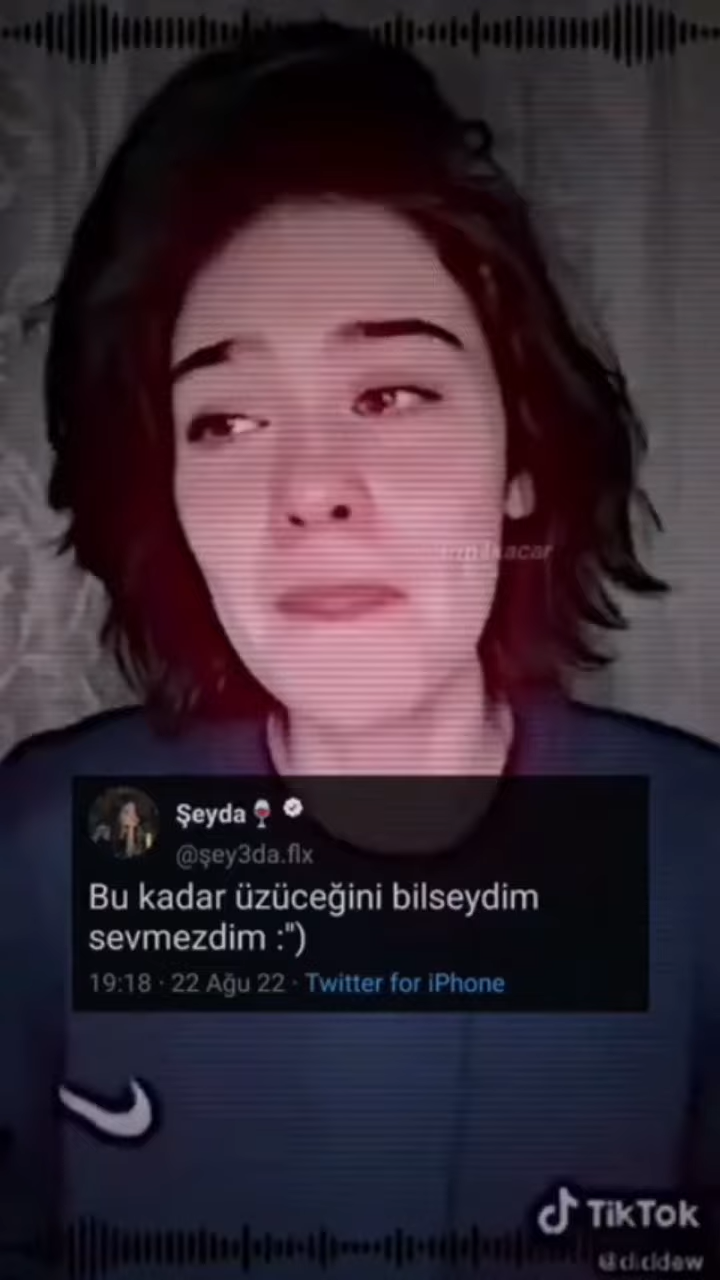 Şeyda
@şey3da.flx
Bu kadar üzüceğini bilseydim
sevmezdim :")
19:18 · 22 Ağu 22 · Twitter for iPhone
TikTok